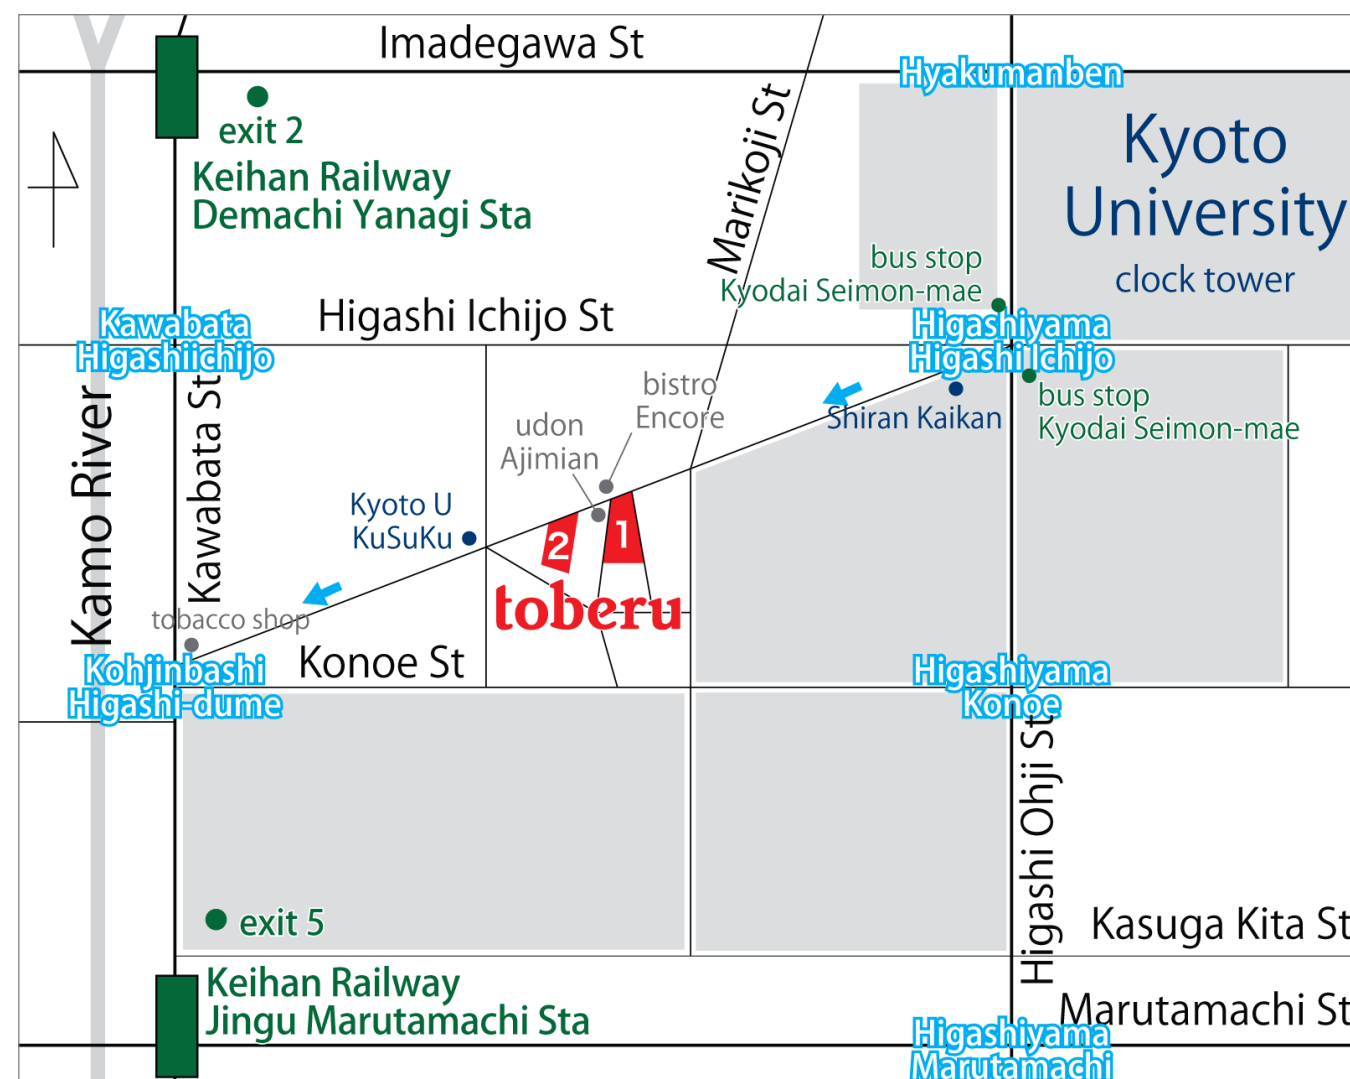 Imadegawa St
Hyakumanben
exit 2
Keihan Railway
Demachi Yanagi Sta
Marikoji St
Kyoto
University
clock tower
bus stop
Kyodai Seimon-mae
Higashi Ichijo St
Kawabata
Higashiichijo
Higashiyama
Higashi Ichijo
bus stop
Kyodai Seimon-mae
Shiran Kaikan
bistro
Encore
udon
Ajimian
Kamo River
Kawabata St
Kyoto U
KuSuKu
1
2
toberu
tobacco shop
Konoe St
Kohjinbashi
Higashi-dume
Higashiyama
Konoe
Higashi Ohji St
exit 5
Kasuga Kita St
Keihan Railway
Jingu Marutamachi Sta
Marutamachi St
Higashiyama
Marutamachi